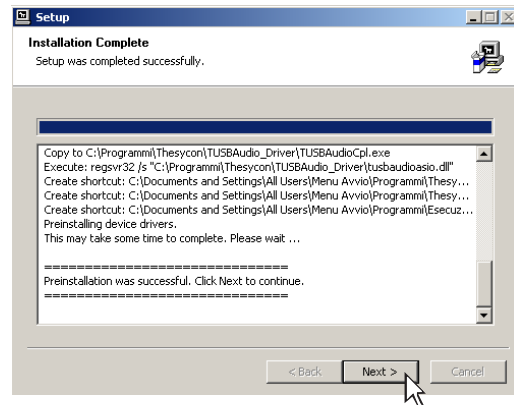 Setup
Installation Complete
Setup was completed successfully.
Copy to C:\Programmi\Thesycon\TUSBAudio_Driver\TUSBAudioCpl.exe
Execute: regsvr32 /s "C:\Programmi\Thesycon\TUSBAudio_Driver\tusbaudioasio.dll"
Create shortcut: C:\Documents and Settings\All Users\Menu Avvio\Programmi\Thesy...
Create shortcut: C:\Documents and Settings\All Users\Menu Avvio\Programmi\Thesy...
Create shortcut: C:\Documents and Settings\All Users\Menu Avvio\Programmi\Esecuz...
Preinstalling device drivers.
This may take some time to complete. Please wait ...
==============================
Preinstallation was successful. Click Next to continue.
==============================
< Back Next > Cancel